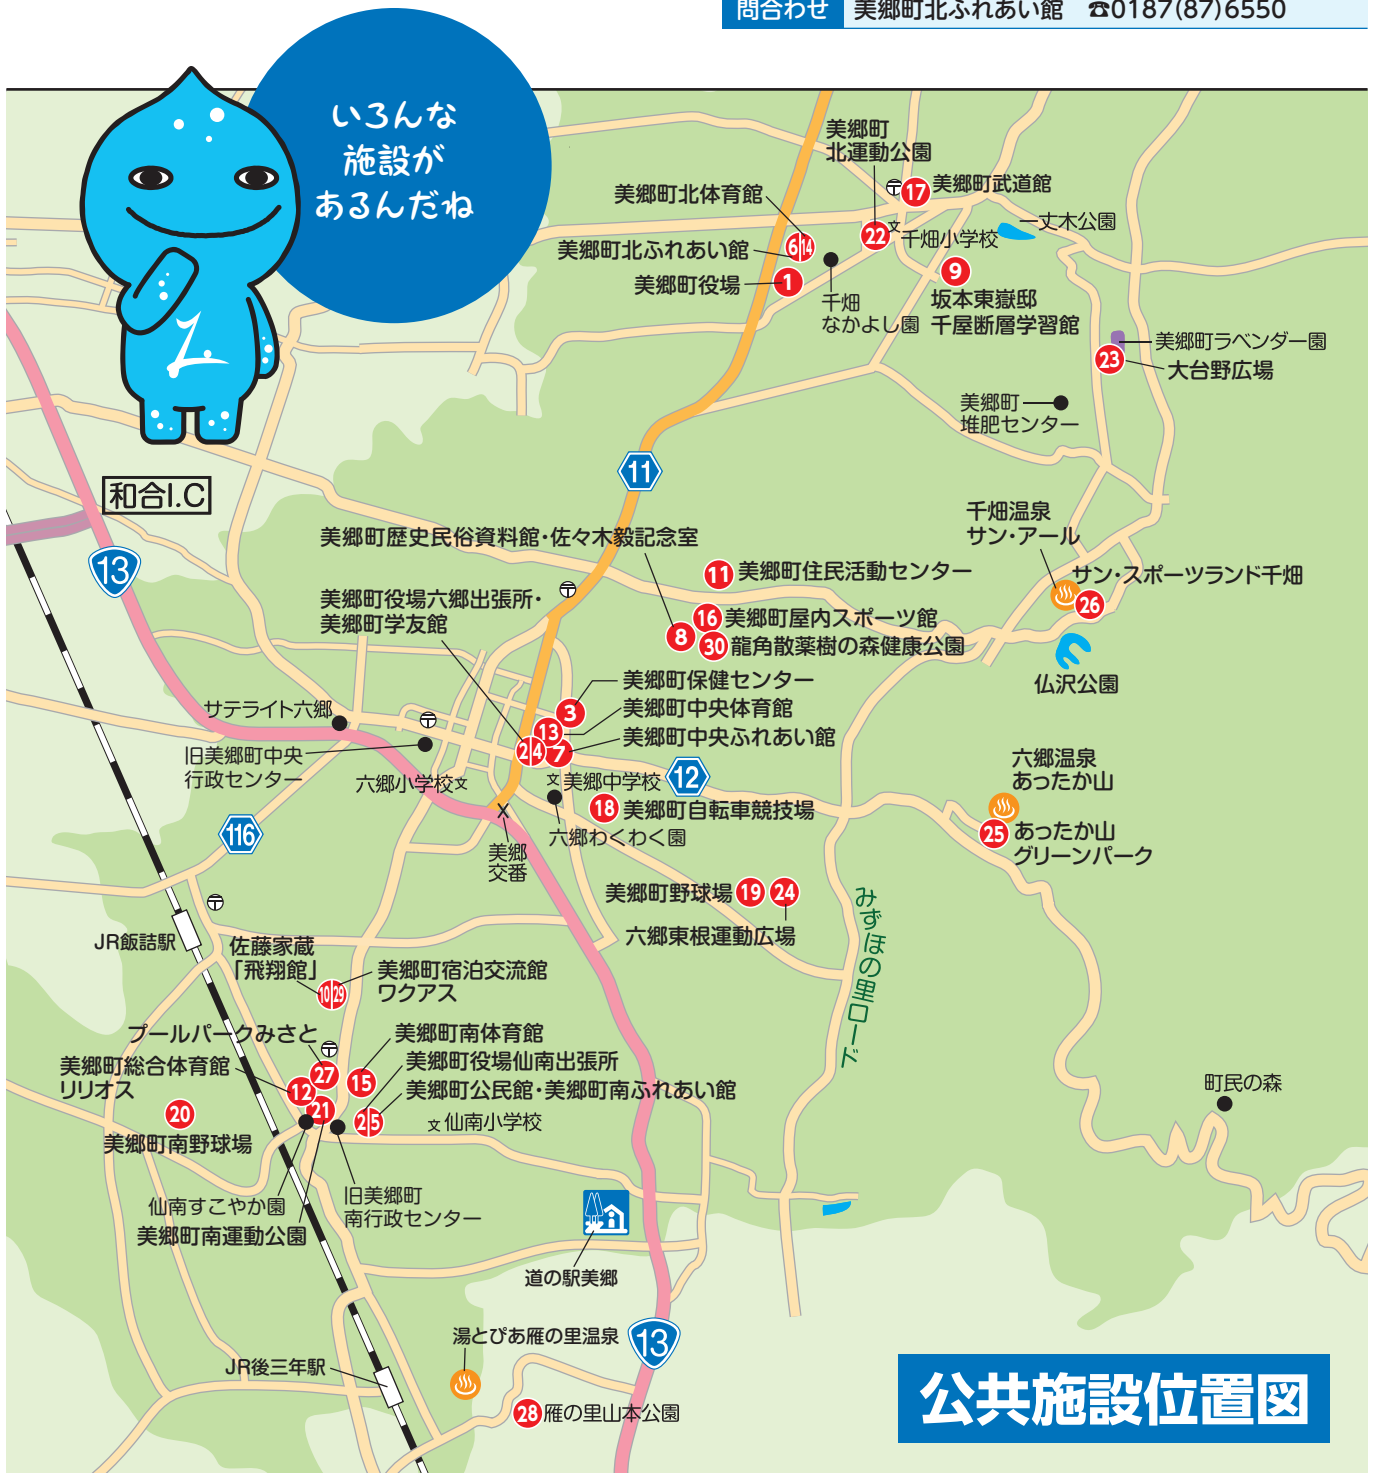 問合わせ 美郷町北ふれあい館 ☎0187(87)6550
いろんな
施設が
あるんだね
美郷町
北運動公園
17 美郷町武道館
美郷町北体育館
一丈木公園
22
文
千畑小学校
美郷町北ふれあい館
6 14
美郷町役場
1
9
千畑
なかよし園
坂本東嶽邸
千屋断層学習館
美郷町ラベンダー園
23
大台野広場
美郷町
堆肥センター
11
和合I.C
千畑温泉
サン・アール
美郷町歴史民俗資料館・佐々木毅記念室
13
11 美郷町住民活動センター
サン・スポーツランド千畑
26
美郷町役場六郷出張所・
美郷町学友館
16 美郷町屋内スポーツ館
8
30 龍角散薬樹の森健康公園
仏沢公園
美郷町保健センター
3
サテライト六郷
美郷町中央体育館
13
美郷町中央ふれあい館
2 4
7
旧美郷町中央
行政センター
六郷温泉
あったか山
六郷小学校 文
文 美郷中学校
12
18 美郷町自転車競技場
116
X
六郷わくわく園
25 あったか山
グリーンパーク
美郷
交番
美郷町野球場 19 24
みずほの里ロード
六郷東根運動広場
JR飯詰駅
佐藤家蔵
「飛翔館」
美郷町宿泊交流館
ワクアス
10 29
プールパークみさと
美郷町南体育館
美郷町総合体育館
リリオス
27
15
美郷町役場仙南出張所
12
美郷町公民館・美郷町南ふれあい館
町民の森
20
21
2 5
文 仙南小学校
美郷町南野球場
仙南すこやか園
旧美郷町
南行政センター
美郷町南運動公園
道の駅美郷
湯とぴあ雁の里温泉
13
JR後三年駅
28 雁の里山本公園
公共施設位置図